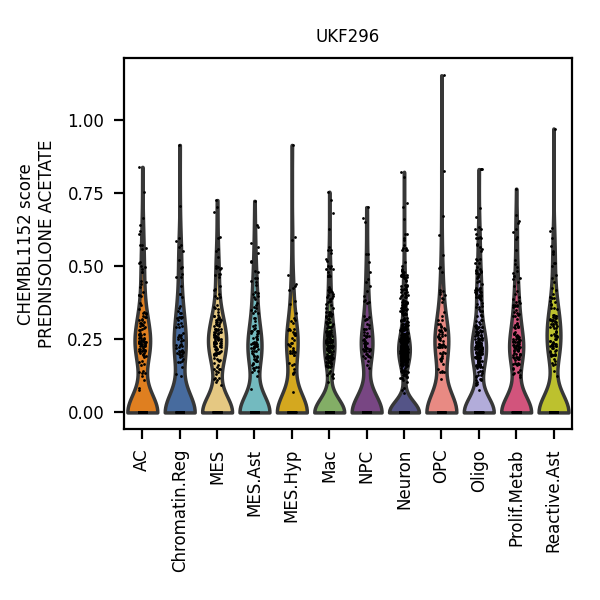 UKF296
CHEMBL1152 score
PREDNISOLONE ACETATE
1.00
0.75
0.50
0.25
0.00
AC
Chromatin.Reg
MES
MES.Ast
MES.Hyp
Mac
NPC
Neuron
OPC
Oligo
Prolif.Metab
Reactive.Ast